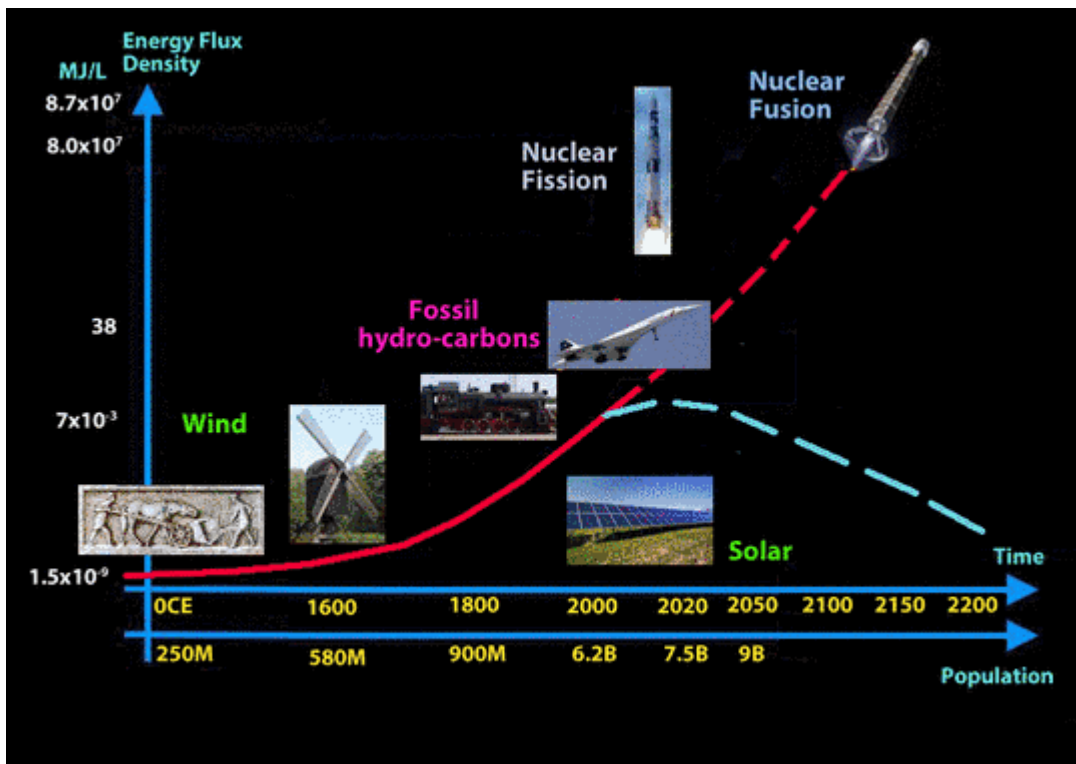 Energy Flux
Density
MJ/L
8.7x10⁷
8.0x10⁷
38
7x10⁻³
1.5x10⁻⁹
Nuclear
Fusion
Nuclear
Fission
Fossil
hydro-carbons
Wind
Solar
Time
0CE 1600 1800 2000 2020 2050 2100 2150 2200
250M 580M 900M 6.2B 7.5B 9B
Population